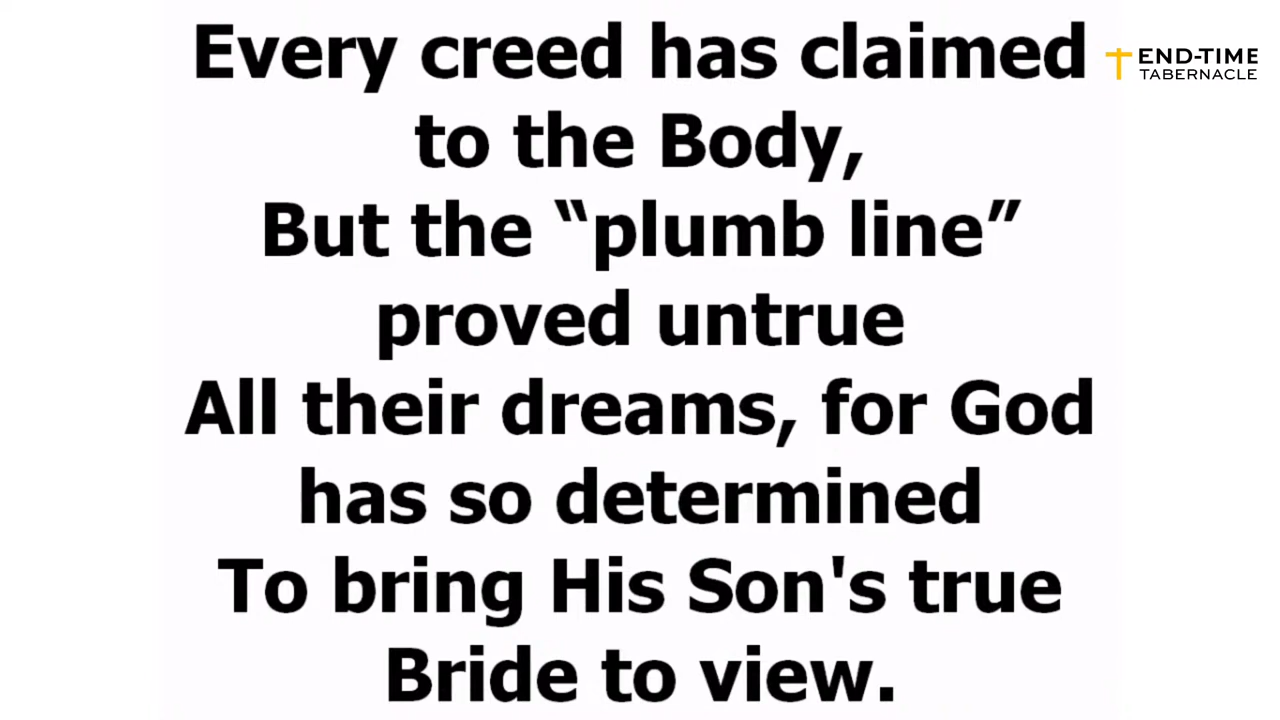 Every creed has claimed
to the Body,
But the “plumb line”
proved untrue
All their dreams, for God
has so determined
To bring His Son's true
Bride to view.
END-TIME
TABERNACLE